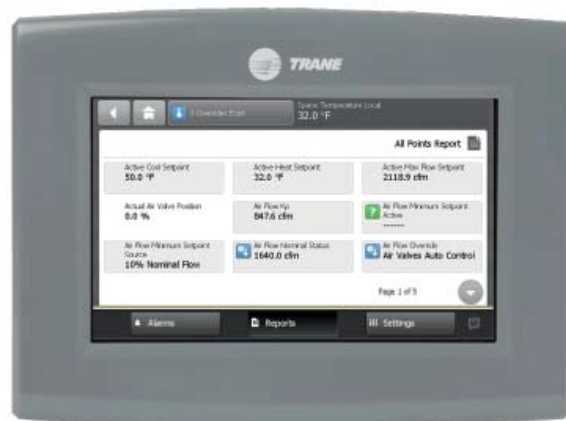 TRANE
Space Temperature Local
32.0 °F
All Points Report
Active Cool Setpoint
50.0 °F
Active Heat Setpoint
32.0 °F
Active Max Flow Setpoint
2118.9 cfm
Actual Air Valve Position
0.0 %
Air Flow Kp
847.6 cfm
Air Flow Minimum Setpoint
Active
------
Air Flow Minimum Setpoint
Source
10% Nominal Flow
Air Flow Nominal Status
1640.0 cfm
Air Flow Override
Air Valves Auto Control
Page 1 of 5
Alarms
Reports
Settings